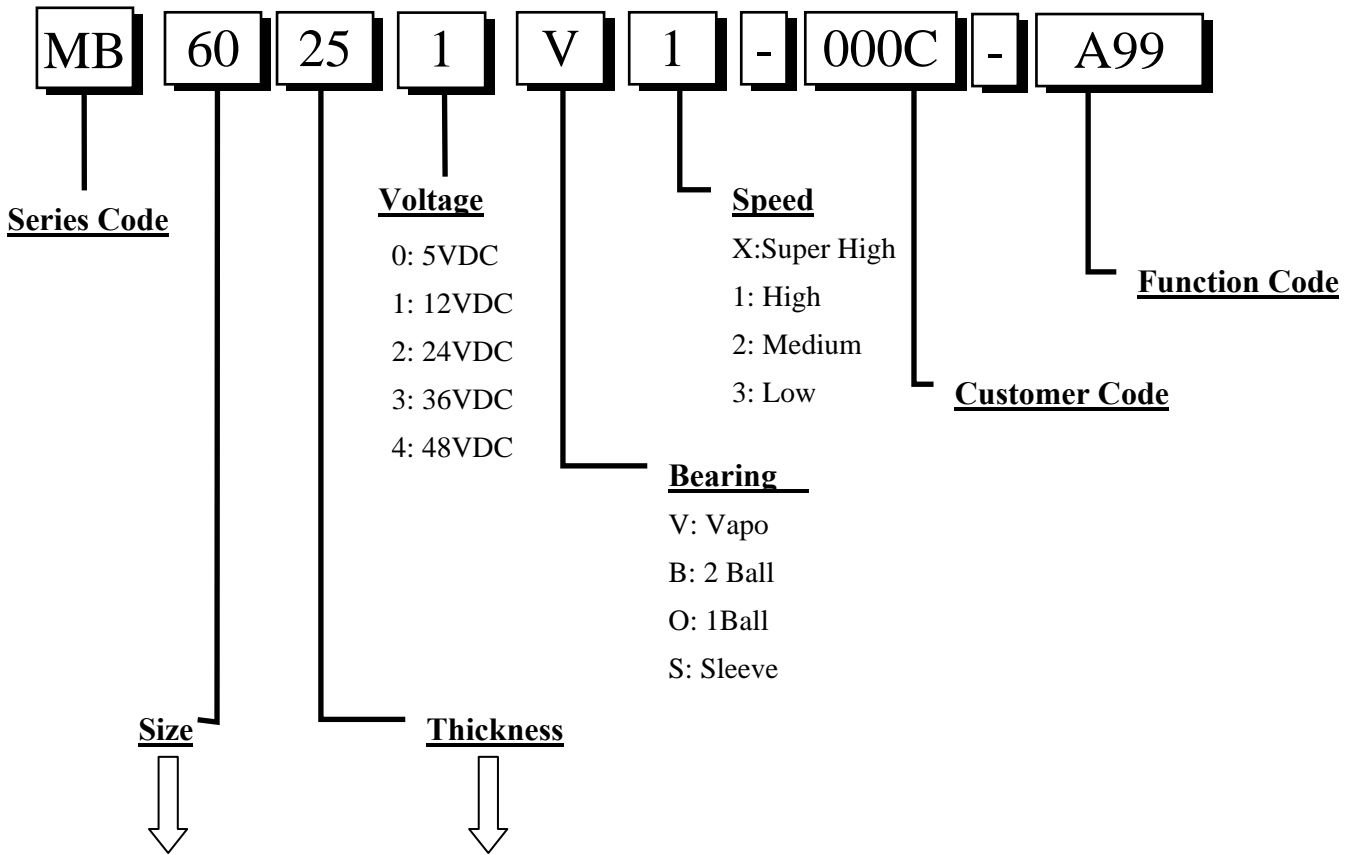 MB 60 25 1 V 1 - 000C - A99
Series Code
Voltage
0: 5VDC
1: 12VDC
2: 24VDC
3: 36VDC
4: 48VDC
Speed
X:Super High
1: High
2: Medium
3: Low
Function Code
Customer Code
Bearing
V: Vapo
B: 2 Ball
O: 1Ball
S: Sleeve
Size
Thickness